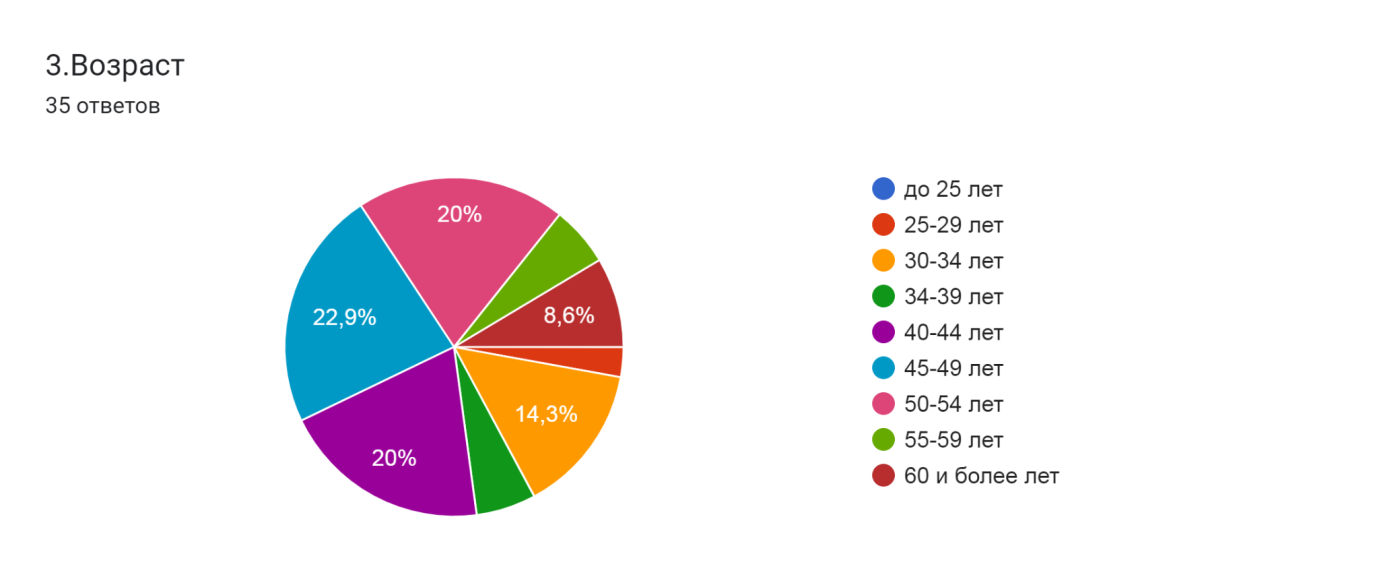 3.Возраст
35 ответов
20%
22,9%
8,6%
14,3%
20%
до 25 лет
25-29 лет
30-34 лет
34-39 лет
40-44 лет
45-49 лет
50-54 лет
55-59 лет
60 и более лет